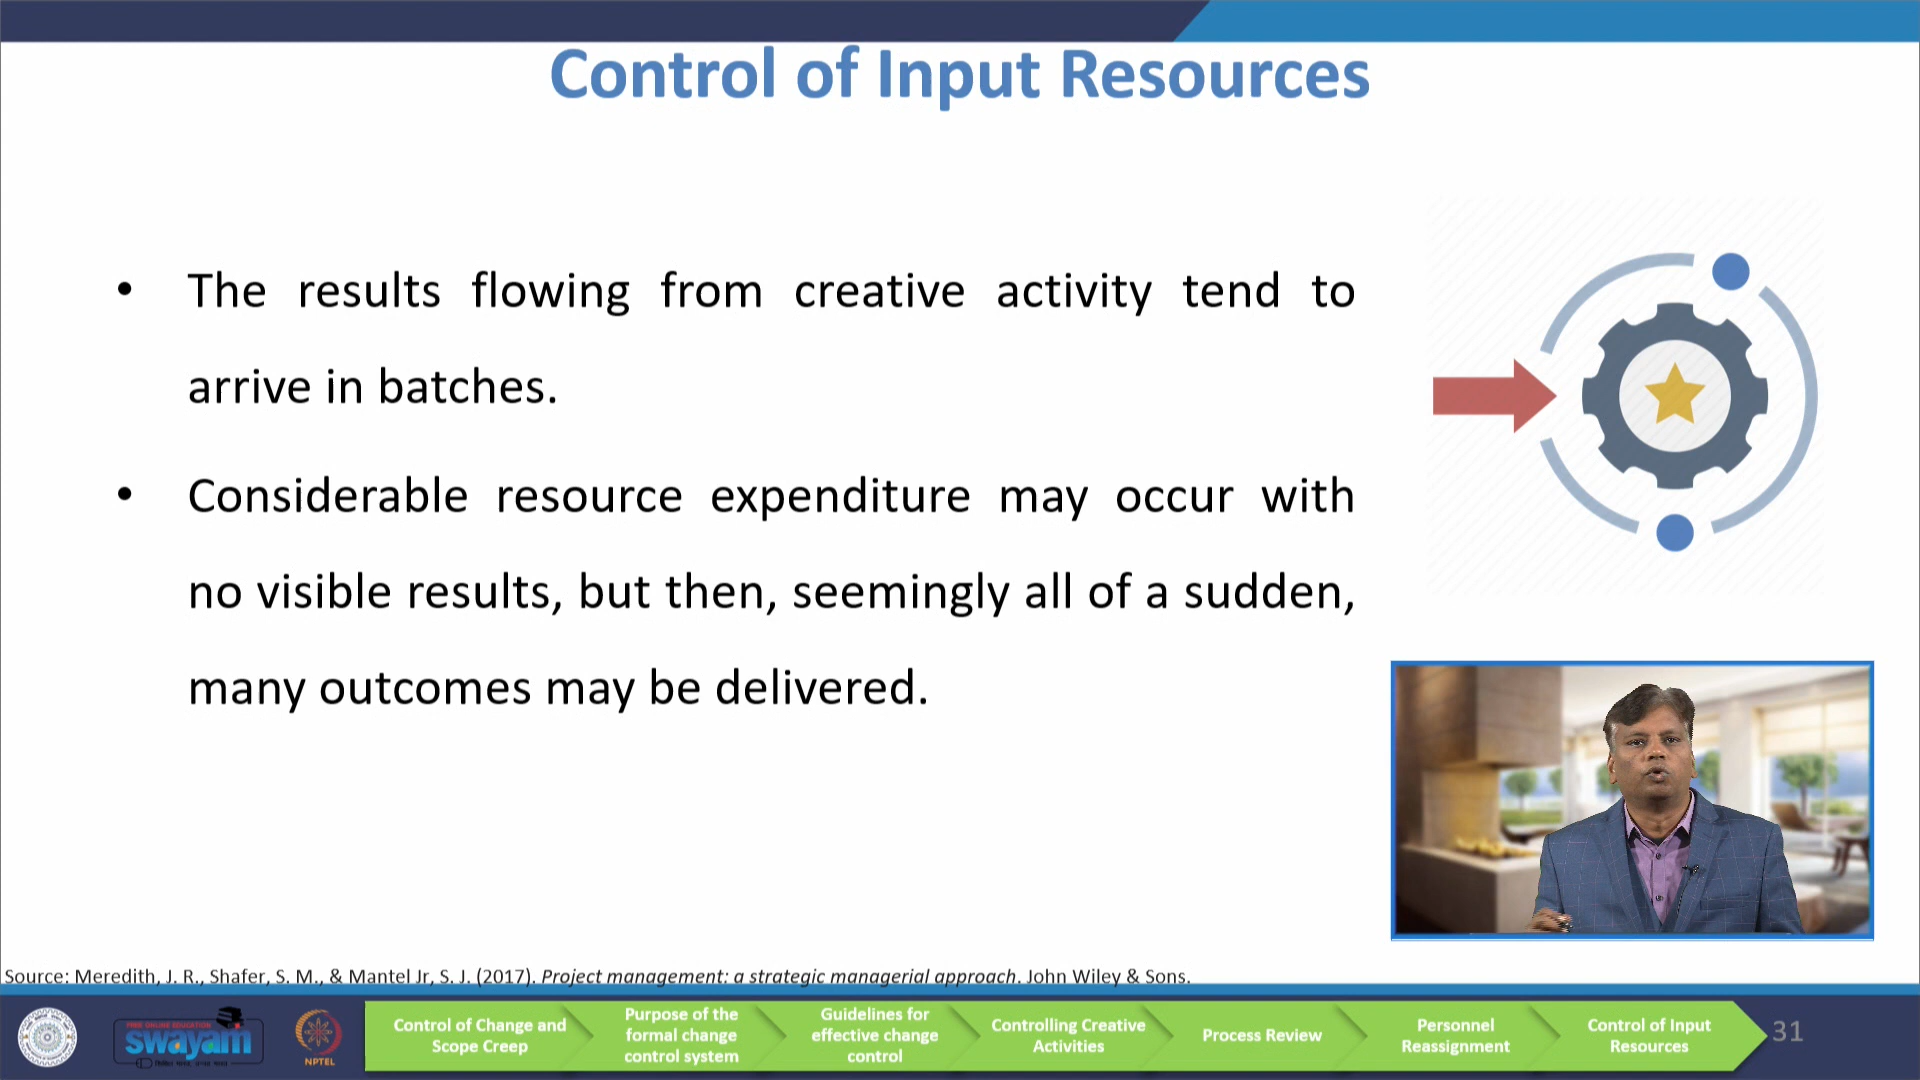 Control of Input Resources
• The results flowing from creative activity tend to
arrive in batches.
• Considerable resource expenditure may occur with
no visible results, but then, seemingly all of a sudden,
many outcomes may be delivered.
Source: Meredith, J. R., Shafer, S. M., & Mantel Jr, S. J. (2017). Project management: a strategic managerial approach. John Wiley & Sons.
FREE ONLINE EDUCATION
swayam
NPTEL
Control of Change and
Scope Creep
Purpose of the
formal change
control system
Guidelines for
effective change
control
Controlling Creative
Activities
Process Review
Personnel
Reassignment
Control of Input
Resources
31